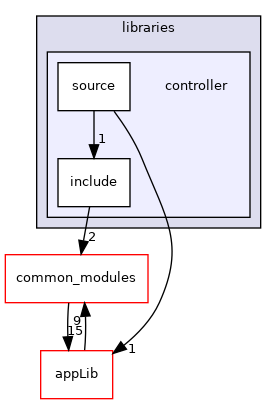 libraries
controller
source
1
include
2
common_modules
9
15
1
appLib